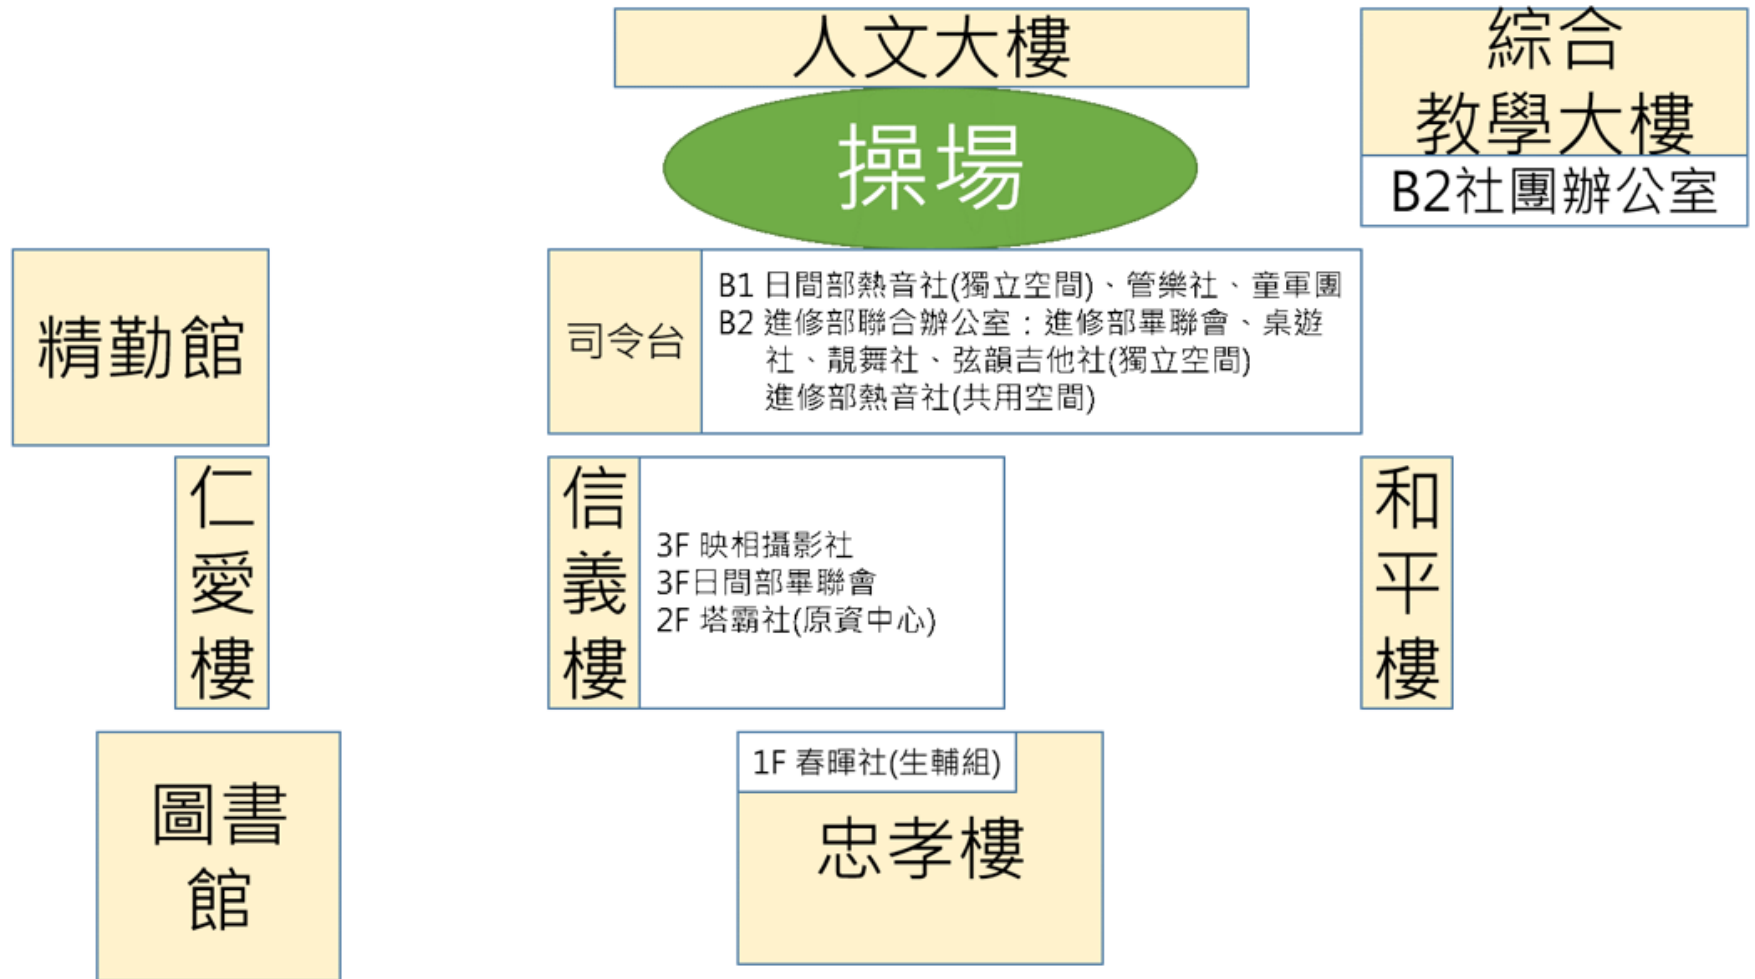 人文大樓
綜合
教學大樓
B2社團辦公室
操場
精勤館
司令台
B1 日間部熱音社(獨立空間)、管樂社、童軍團
B2 進修部聯合辦公室：進修部畢聯會、桌遊
社、靚舞社、弦韻吉他社(獨立空間)
進修部熱音社(共用空間)
仁
愛
樓
信
義
樓
3F 映相攝影社
3F日間部畢聯會
2F 塔霸社(原資中心)
和
平
樓
圖書
館
1F 春暉社(生輔組)
忠孝樓